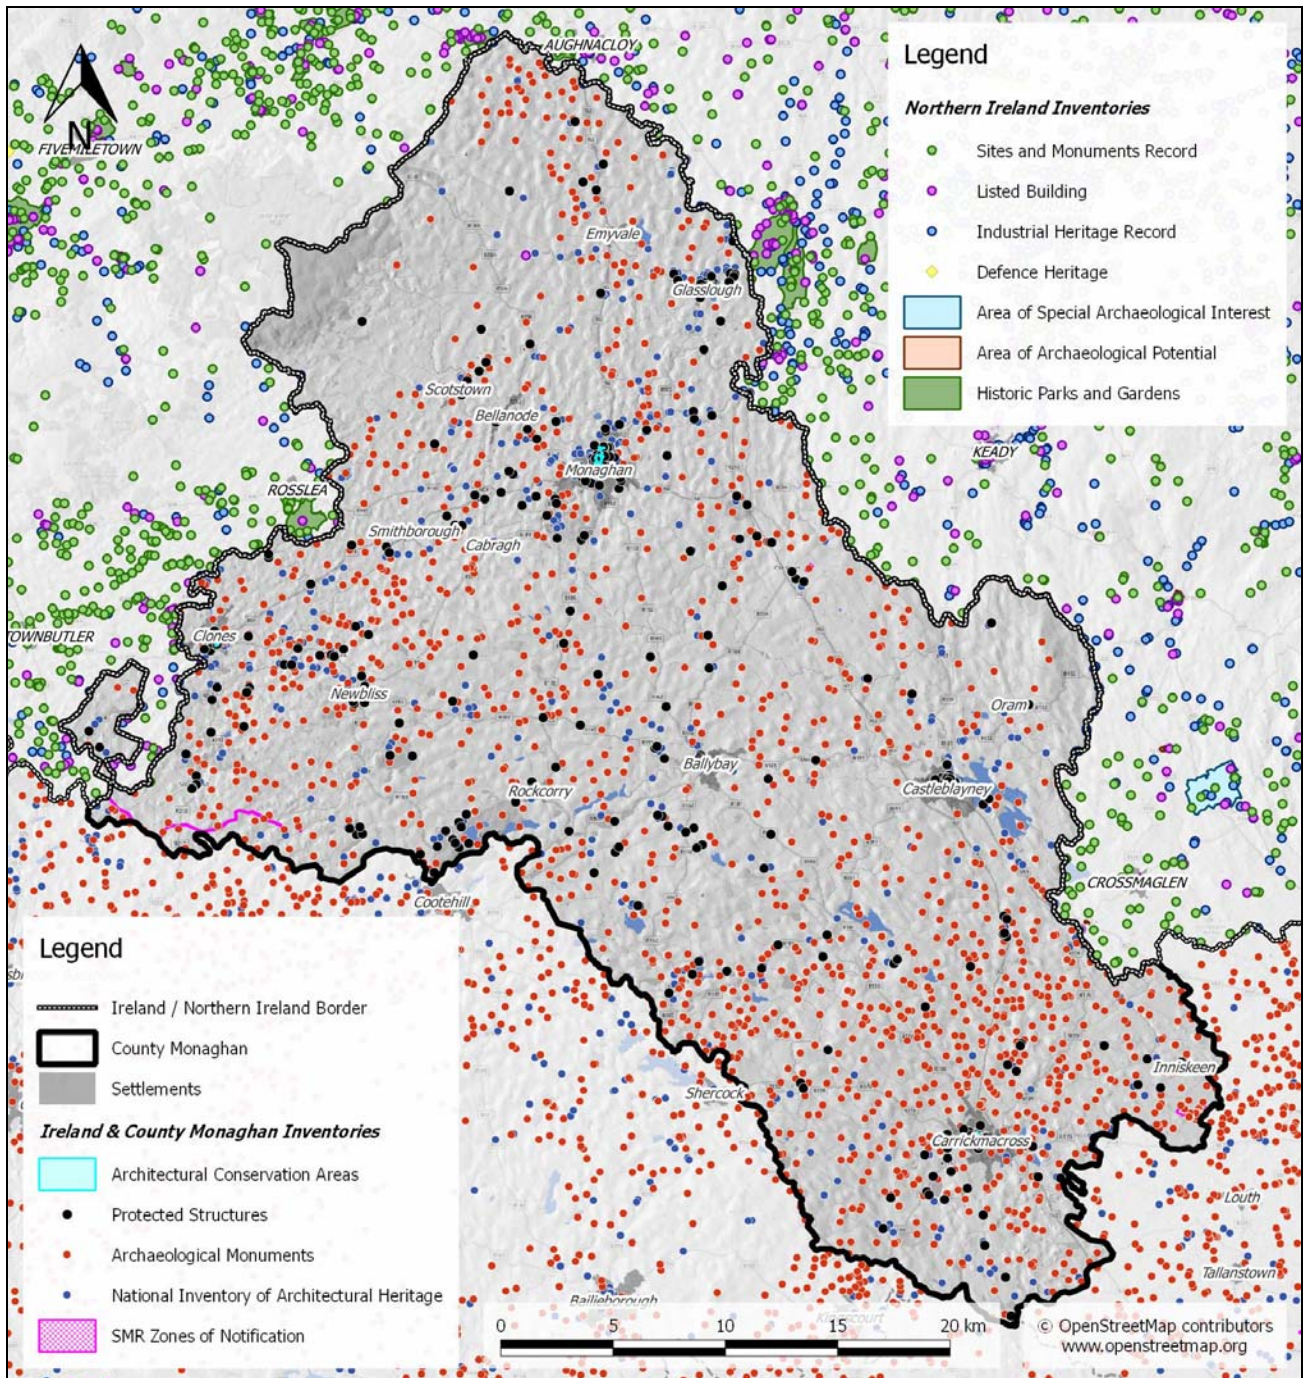 AUGHNACLOY
N
FIVEMILETOWN
Legend
Northern Ireland Inventories
Sites and Monuments Record
Listed Building
Industrial Heritage Record
Defence Heritage
Area of Special Archaeological Interest
Area of Archaeological Potential
Historic Parks and Gardens
Emyvale
Glasslough
Scotstown
Bellanode
KEADY
Monaghan
ROSSLEA
Smithborough
Cabragh
TOWNBUTLER
Clones
Newbliss
Oram
Ballybay
Rockcorry
Castleblayney
CROSSMAGLEN
Cootehill
Legend
Ireland / Northern Ireland Border
County Monaghan
Settlements
Ireland & County Monaghan Inventories
Architectural Conservation Areas
Protected Structures
Archaeological Monuments
National Inventory of Architectural Heritage
SMR Zones of Notification
Inniskeen
Shercock
Carrickmacross
Louth
Tallanstown
Bailieborough
Kingscourt
0 5 10 20 km
© OpenStreetMap contributors
www.openstreetmap.org